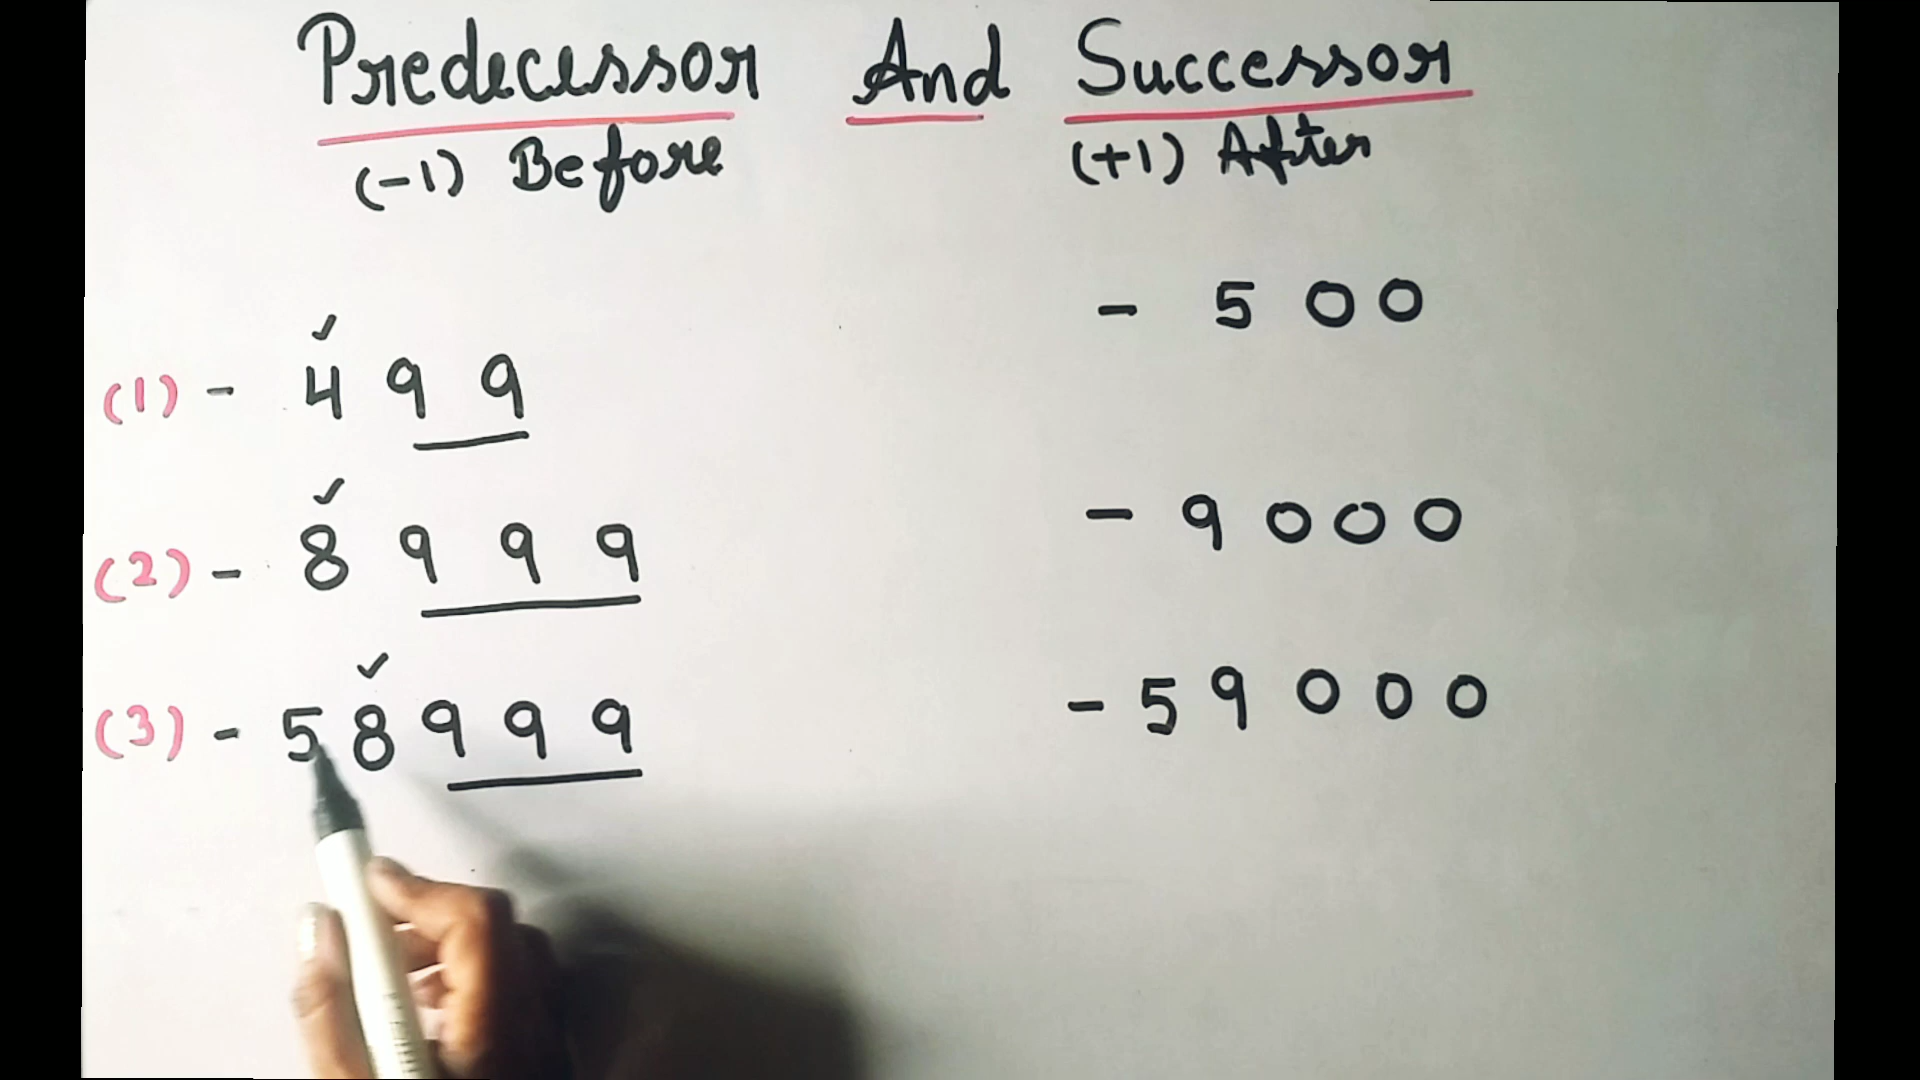 Predecessor And Successor
(-1) Before (+1) After
(1) - 499 - 500
(2) - 8999 - 9000
(3) - 58999 - 59000